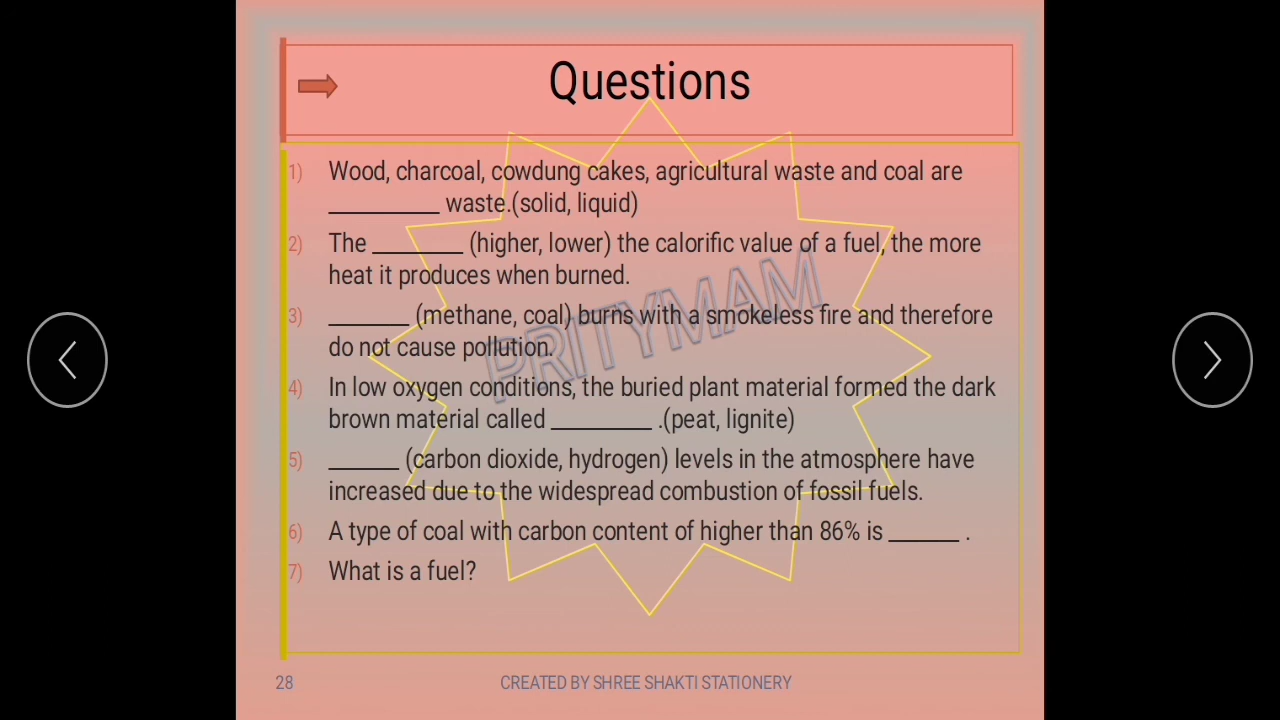 Questions
1) Wood, charcoal, cowdung cakes, agricultural waste and coal are
__________ waste.(solid, liquid)
2) The ________ (higher, lower) the calorific value of a fuel, the more
heat it produces when burned.
3) _______ (methane, coal) burns with a smokeless fire and therefore
do not cause pollution.
4) In low oxygen conditions, the buried plant material formed the dark
brown material called _________ .(peat, lignite)
5) ______ (carbon dioxide, hydrogen) levels in the atmosphere have
increased due to the widespread combustion of fossil fuels.
6) A type of coal with carbon content of higher than 86% is ______ .
7) What is a fuel?
PRITYMAM
28 CREATED BY SHREE SHAKTI STATIONERY